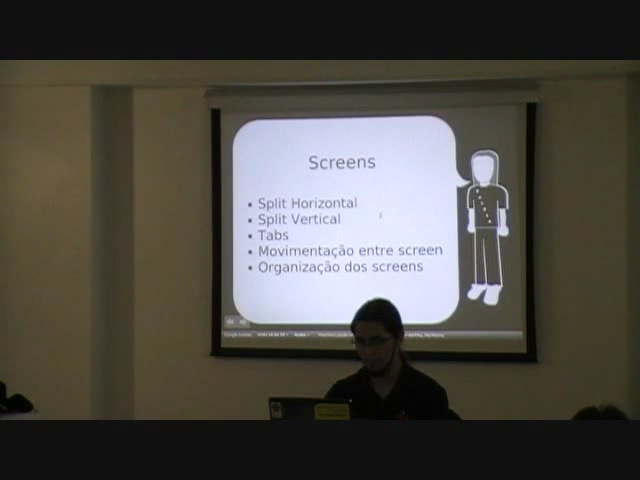 Screens
Split Horizontal
Split Vertical
Tabs
Movimentação entre screen
Organização dos screens